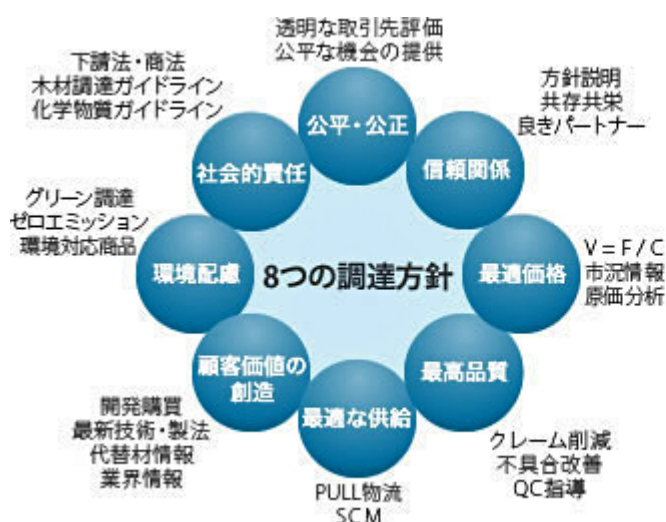 透明な取引先評価
公平な機会の提供
公平・公正
方針説明
共存共栄
良きパートナー
信頼関係
V＝F／C
市況情報
原価分析
最適価格
クレーム削減
不具合改善
QC指導
最高品質
PULL物流
SCM
最適な供給
開発購買
最新技術・製法
代替材情報
業界情報
顧客価値の
創造
グリーン調達
ゼロエミッション
環境対応商品
環境配慮
下請法・商法
木材調達ガイドライン
化学物質ガイドライン
社会的責任
8つの調達方針